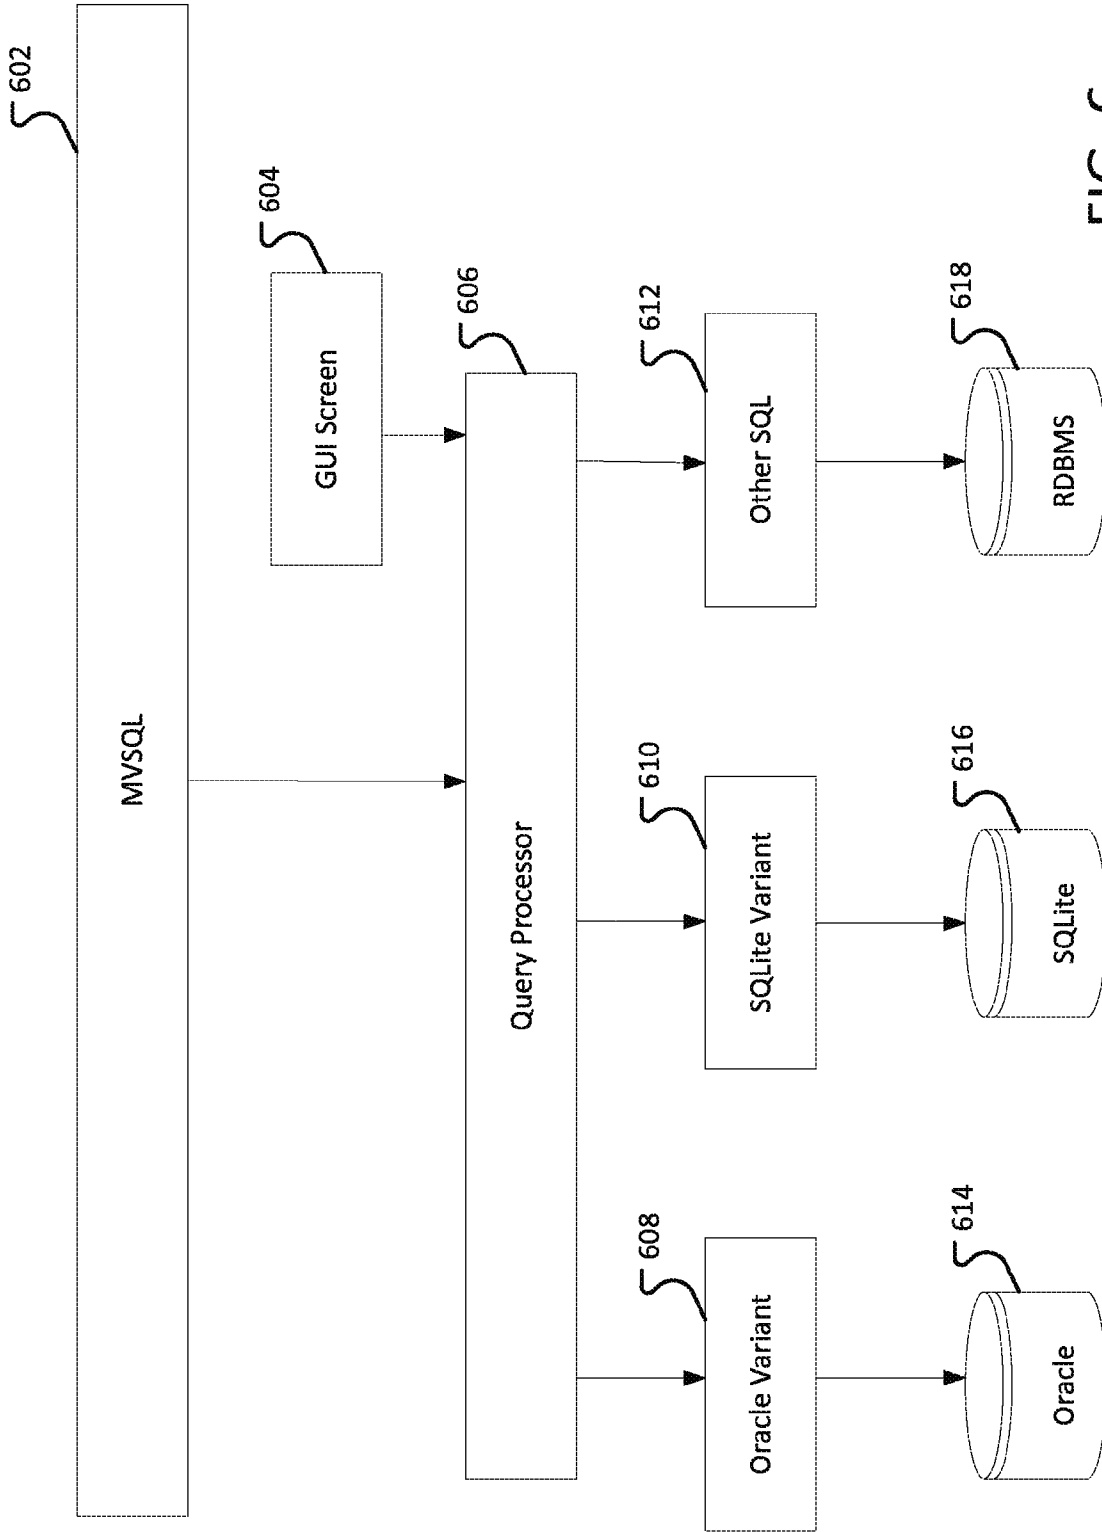 602
MVSQL
604
GUI Screen
606
Query Processor
608
610
612
Oracle Variant
SQLite Variant
Other SQL
614
616
618
Oracle
SQLite
RDBMS